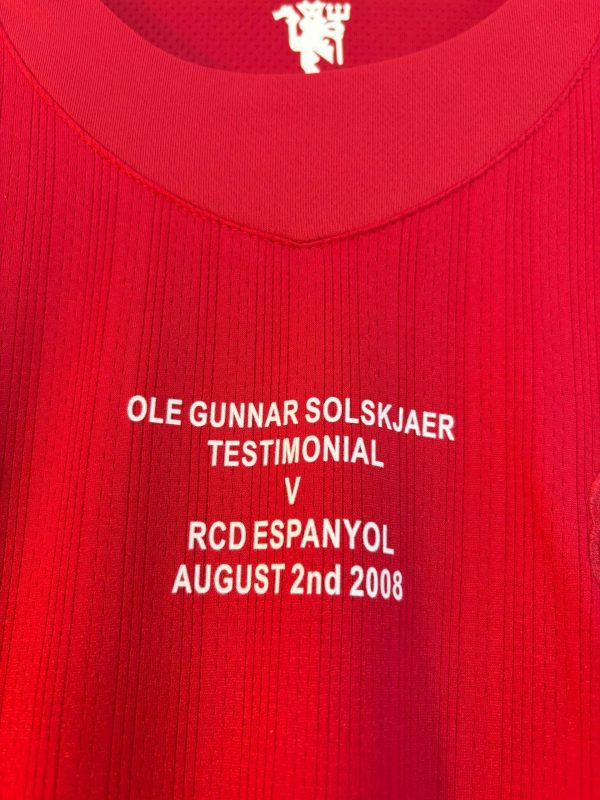 OLE GUNNAR SOLSKJAER
TESTIMONIAL
V
RCD ESPANYOL
AUGUST 2nd 2008